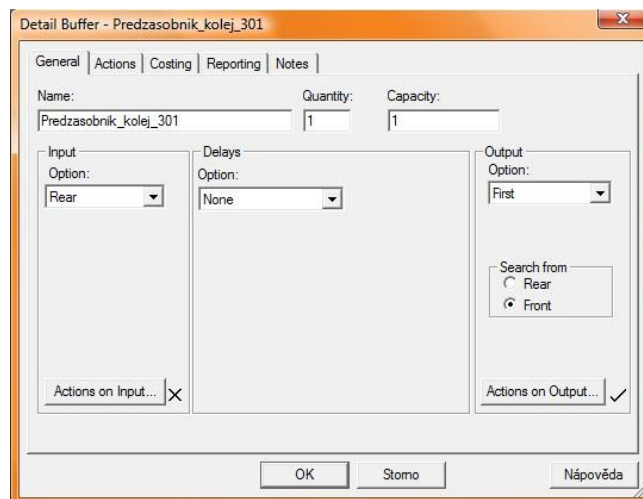 Detail Buffer - Predzasobnik_kolej_301
General Actions Costing Reporting Notes
Name: Quantity: Capacity:
Predzasobnik_kolej_301 1 1
Input Delays Output
Option: Option: Option:
Rear None First
Search from
Rear
Front
Actions on Input... Actions on Output...
OK Storno Nápověda